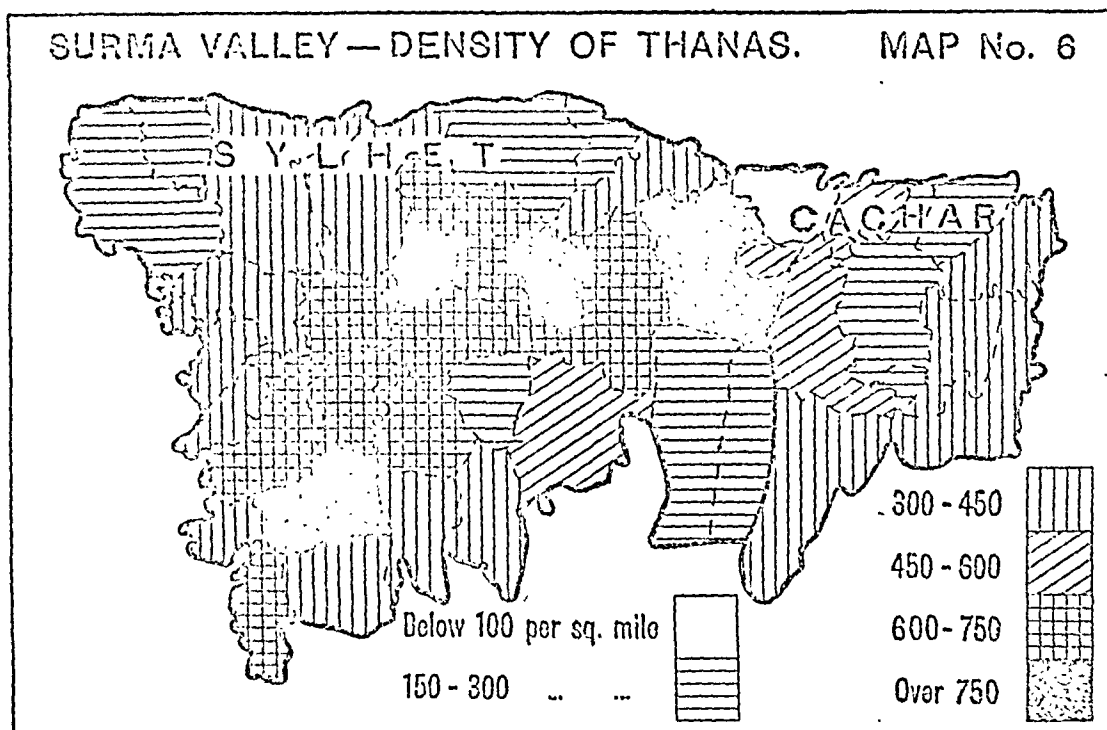 SURMA VALLEY — DENSITY OF THANAS. MAP No. 6
SYLHET
CACHAR
300 - 450
450 - 600
600 - 750
Over 750
Below 100 per sq. mile
150 - 300 .. ...